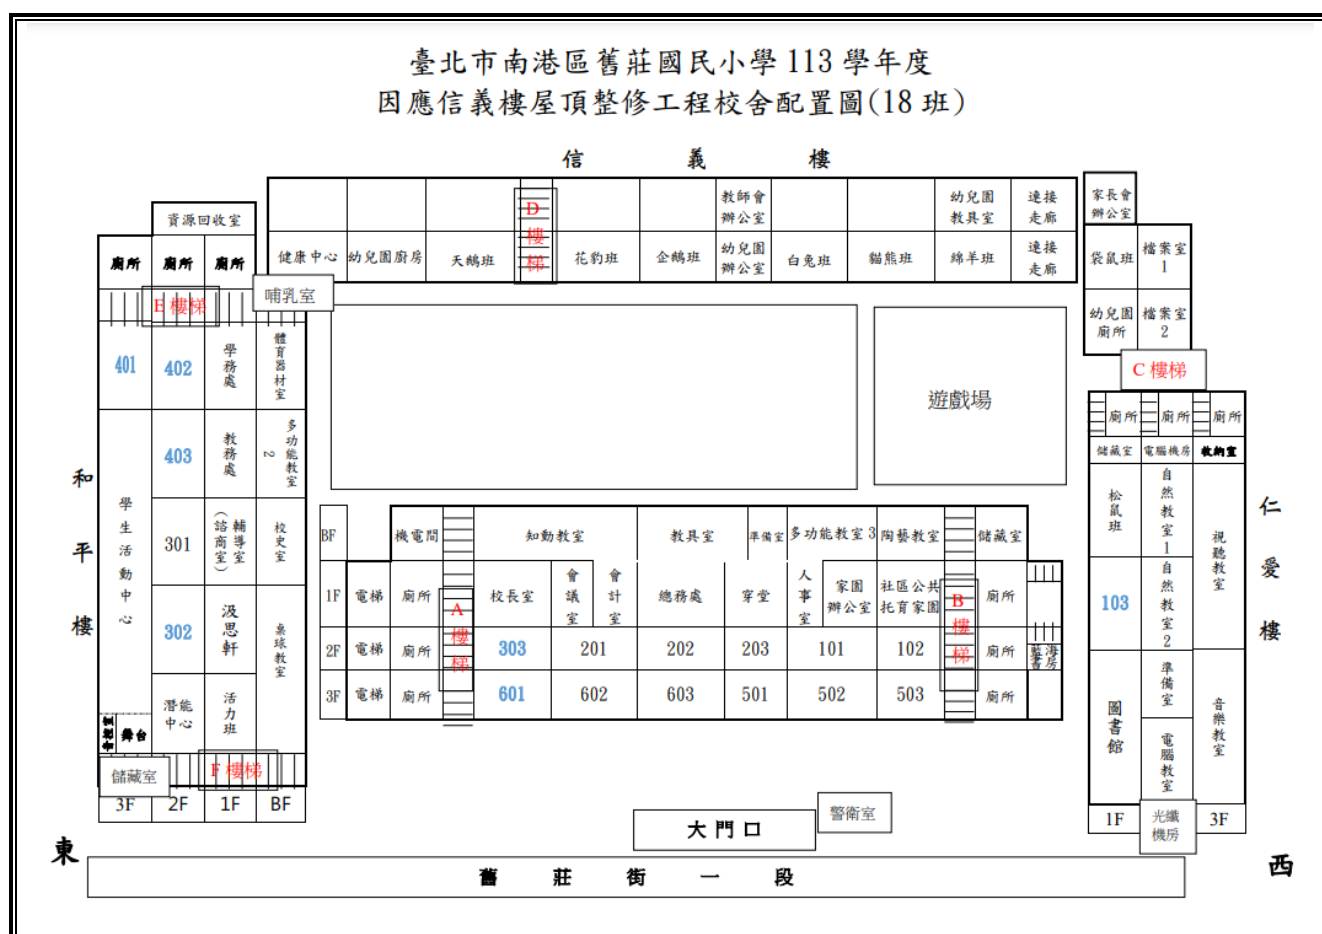 臺北市南港區舊莊國民小學 113 學年度
因應信義樓屋頂整修工程校舍配置圖(18 班)
信 義 樓
教師會
辦公室
幼兒園
教具室
連接
走廊
健康中心
幼兒園廚房
天鵝班
D
樓
梯
花豹班
企鵝班
幼兒園
辦公室
白兔班
貓熊班
綿羊班
連接
走廊
家長會
辦公室
袋鼠班
檔案室
1
幼兒園
廁所
檔案室
2
C 樓梯
資源回收室
廁所
廁所
廁所
E 樓梯
哺乳室
401
402
學務處
體育器材室
403
教務處
多功能教室
2
學生活動中心
301
輔導室
(諮商室)
校史室
302
汲思軒
桌球教室
潛能
中心
活力班
音控室
舞台
儲藏室
F 樓梯
3F
2F
1F
BF
和平樓
遊戲場
BF
機電間
知動教室
教具室
準備室
多功能教室 3
陶藝教室
儲藏室
1F
電梯
廁所
A
樓
梯
校長室
會議室
會計室
總務處
穿堂
人事室
家園
辦公室
社區公共
托育家園
B
樓
梯
廁所
2F
電梯
廁所
303
201
202
203
101
102
廁所
3F
電梯
廁所
601
602
603
501
502
503
廁所
廁所
廁所
廁所
儲藏室
電腦機房
收納室
松鼠班
自然教室1
視聽教室
103
自然教室2
圖書館
準備室
電腦教室
音樂教室
1F
光纖
機房
3F
仁愛樓
警衛室
大門口
東
西
舊 莊 街 一 段